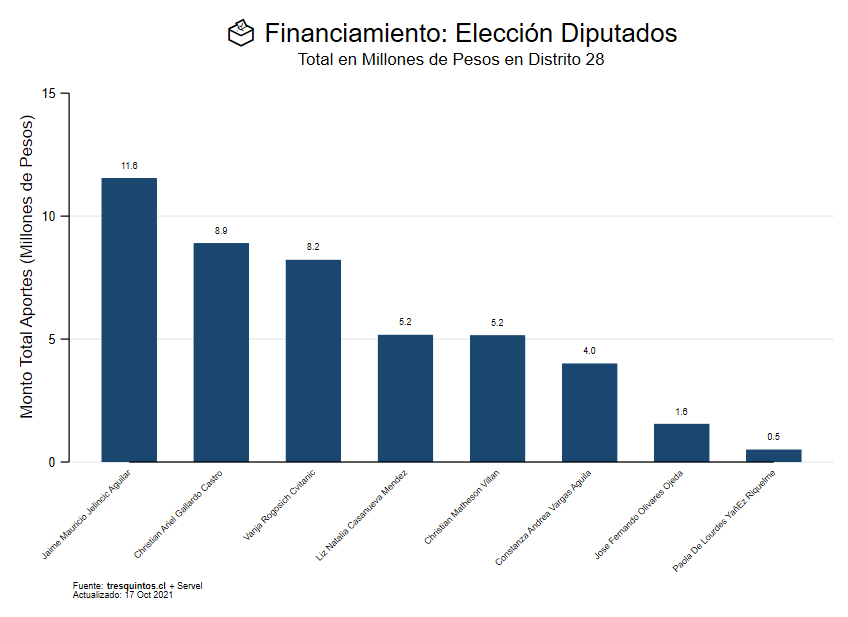 Financiamiento: Elección Diputados
Total en Millones de Pesos en Distrito 28
Monto Total Aportes (Millones de Pesos)
15
10
5
0
11.6
8.9
8.2
5.2
5.2
4.0
1.6
0.5
Jaime Mauricio Jelincic Aguilar
Christian Ariel Gallardo Castro
Vanja Rogosich Cvitanic
Liz Natalia Casanueva Mendez
Christian Matheson Villan
Constanza Andrea Vargas Aguila
Jose Fernando Olivares Ojeda
Paola De Lourdes YañEz Riquelme
Fuente: tresquintos.cl + Servel
Actualizado: 17 Oct 2021